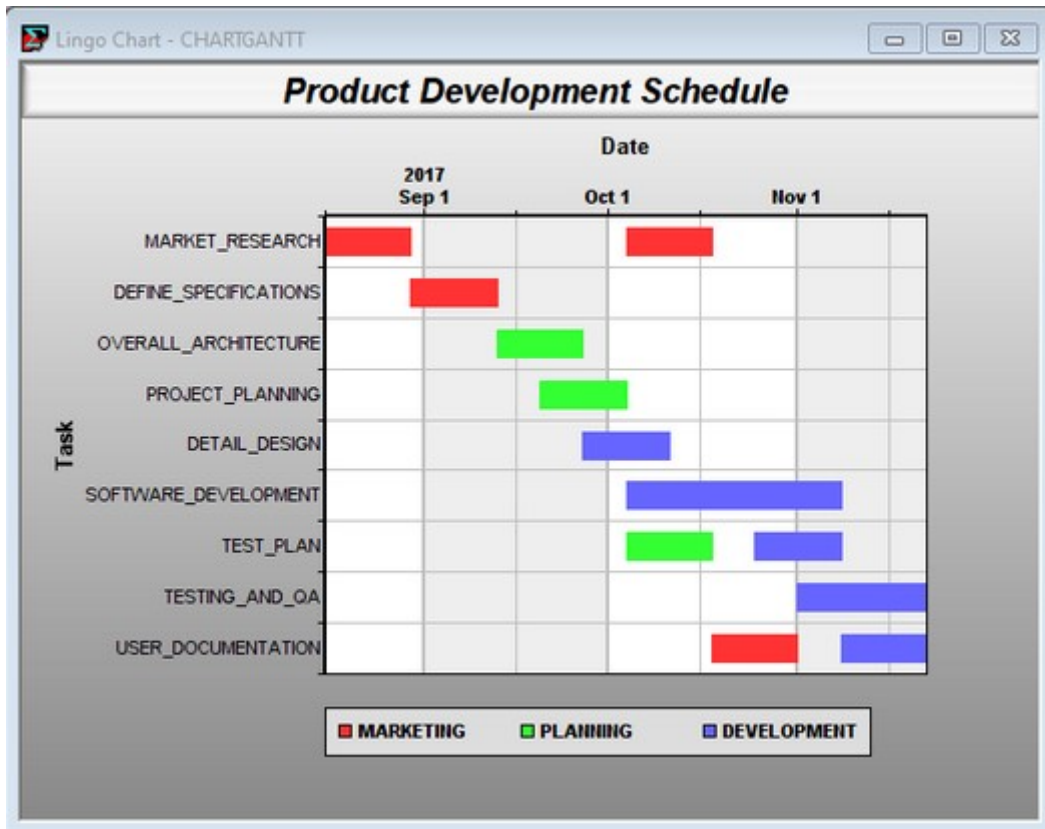 Lingo Chart - CHARTGANTT
Product Development Schedule
Date
2017
Sep 1 Oct 1 Nov 1
Task
MARKET_RESEARCH
DEFINE_SPECIFICATIONS
OVERALL_ARCHITECTURE
PROJECT_PLANNING
DETAIL_DESIGN
SOFTWARE_DEVELOPMENT
TEST_PLAN
TESTING_AND_QA
USER_DOCUMENTATION
MARKETING PLANNING DEVELOPMENT